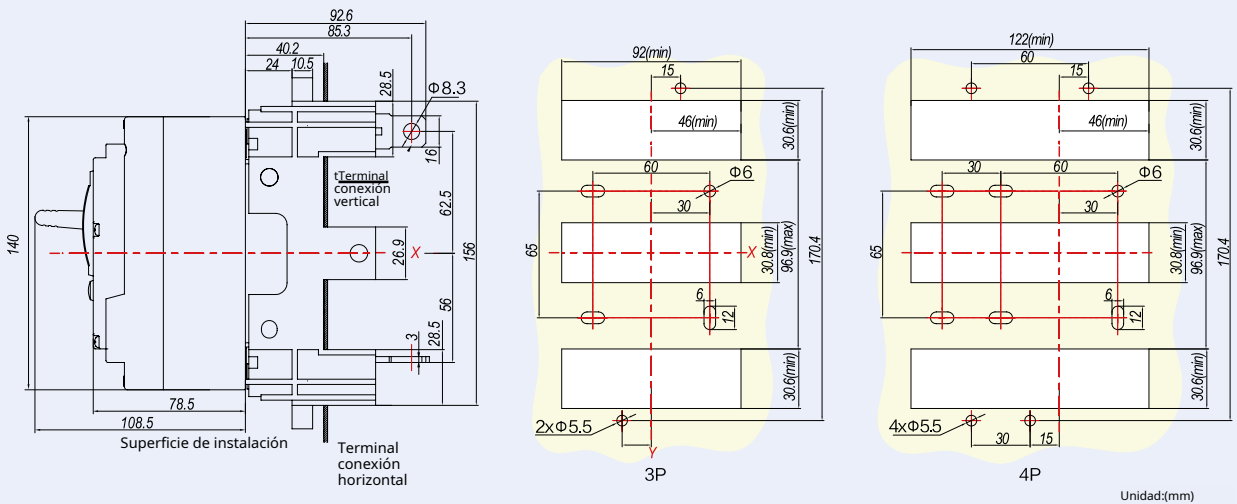 92.6
85.3
40.2
24
10.5
28.5
Φ8.3
16
tTerminal
conexión
vertical
62.5
140
X
26.9
156
56
3
28.5
78.5
108.5
Superficie de instalación
Terminal
conexión
horizontal
92(min)
15
46(min)
30.6(min)
60
Φ6
30
65
X
30.8(min)
96.9(max)
170.4
6
12
30.6(min)
2xΦ5.5
Y
3P
122(min)
60
15
46(min)
30.6(min)
30
60
Φ6
30
65
30.8(min)
96.9(max)
170.4
6
12
30.6(min)
4xΦ5.5
30
15
4P
Unidad:(mm)